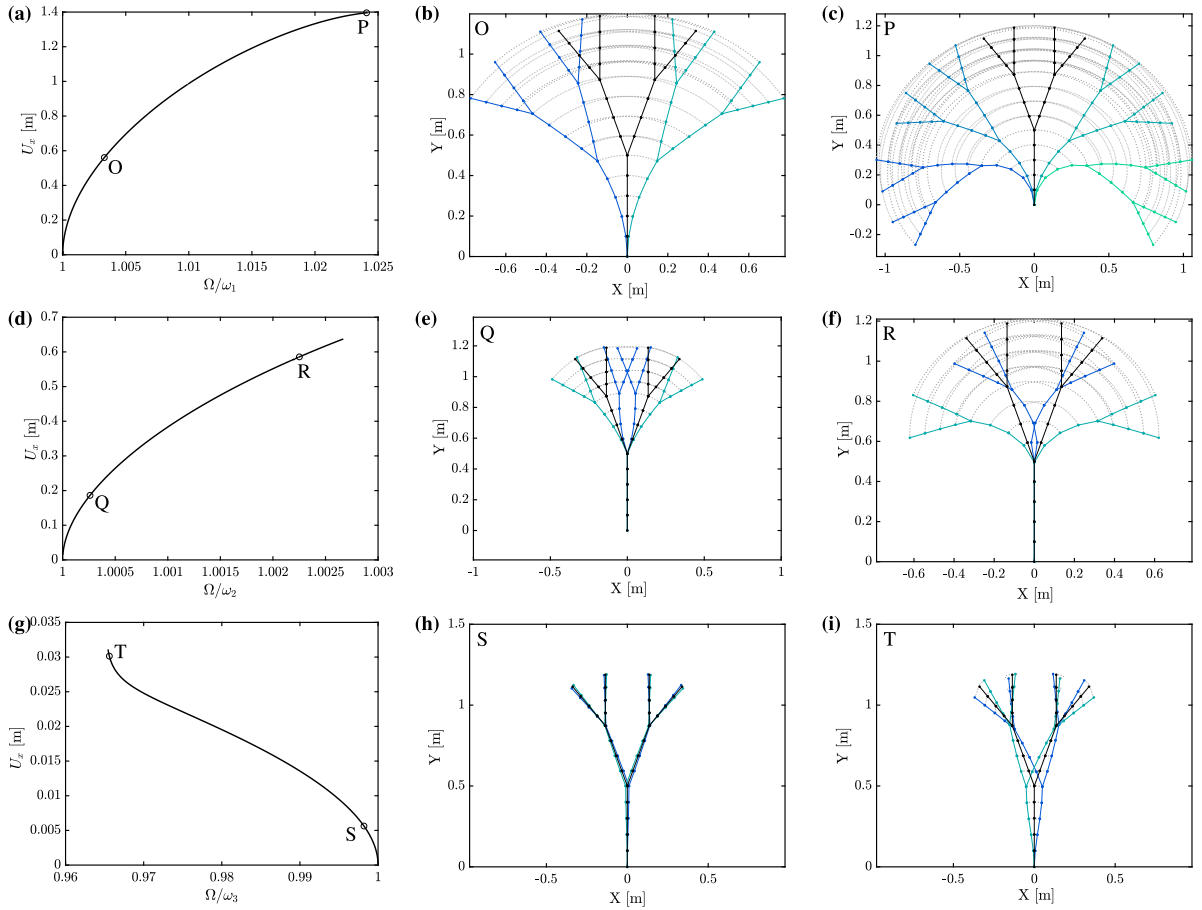 (a)
1.4
1.2
1
0.8
0.6
0.4
0.2
0
U_x [m]
P
O
1 1.005 1.01 1.015 1.02 1.025
Ω/ω₁
(b)
O
1
0.8
0.6
0.4
0.2
0
Y [m]
-0.6 -0.4 -0.2 0 0.2 0.4 0.6
X [m]
(c)
P
1.2
1
0.8
0.6
0.4
0.2
0
-0.2
Y [m]
-1 -0.5 0 0.5 1
X [m]
(d)
0.7
0.6
0.5
0.4
0.3
0.2
0.1
0
U_x [m]
R
Q
1 1.0005 1.001 1.0015 1.002 1.0025 1.003
Ω/ω₂
(e)
Q
1.2
1
0.8
0.6
0.4
0.2
0
Y [m]
-1 -0.5 0 0.5 1
X [m]
(f)
R
1.2
1
0.8
0.6
0.4
0.2
0
Y [m]
-0.6 -0.4 -0.2 0 0.2 0.4 0.6
X [m]
(g)
0.035
0.03
0.025
0.02
0.015
0.01
0.005
0
U_x [m]
T
S
0.96 0.97 0.98 0.99 1
Ω/ω₃
(h)
S
1.5
1
0.5
0
Y [m]
-0.5 0 0.5
X [m]
(i)
T
1.5
1
0.5
0
Y [m]
-0.5 0 0.5
X [m]